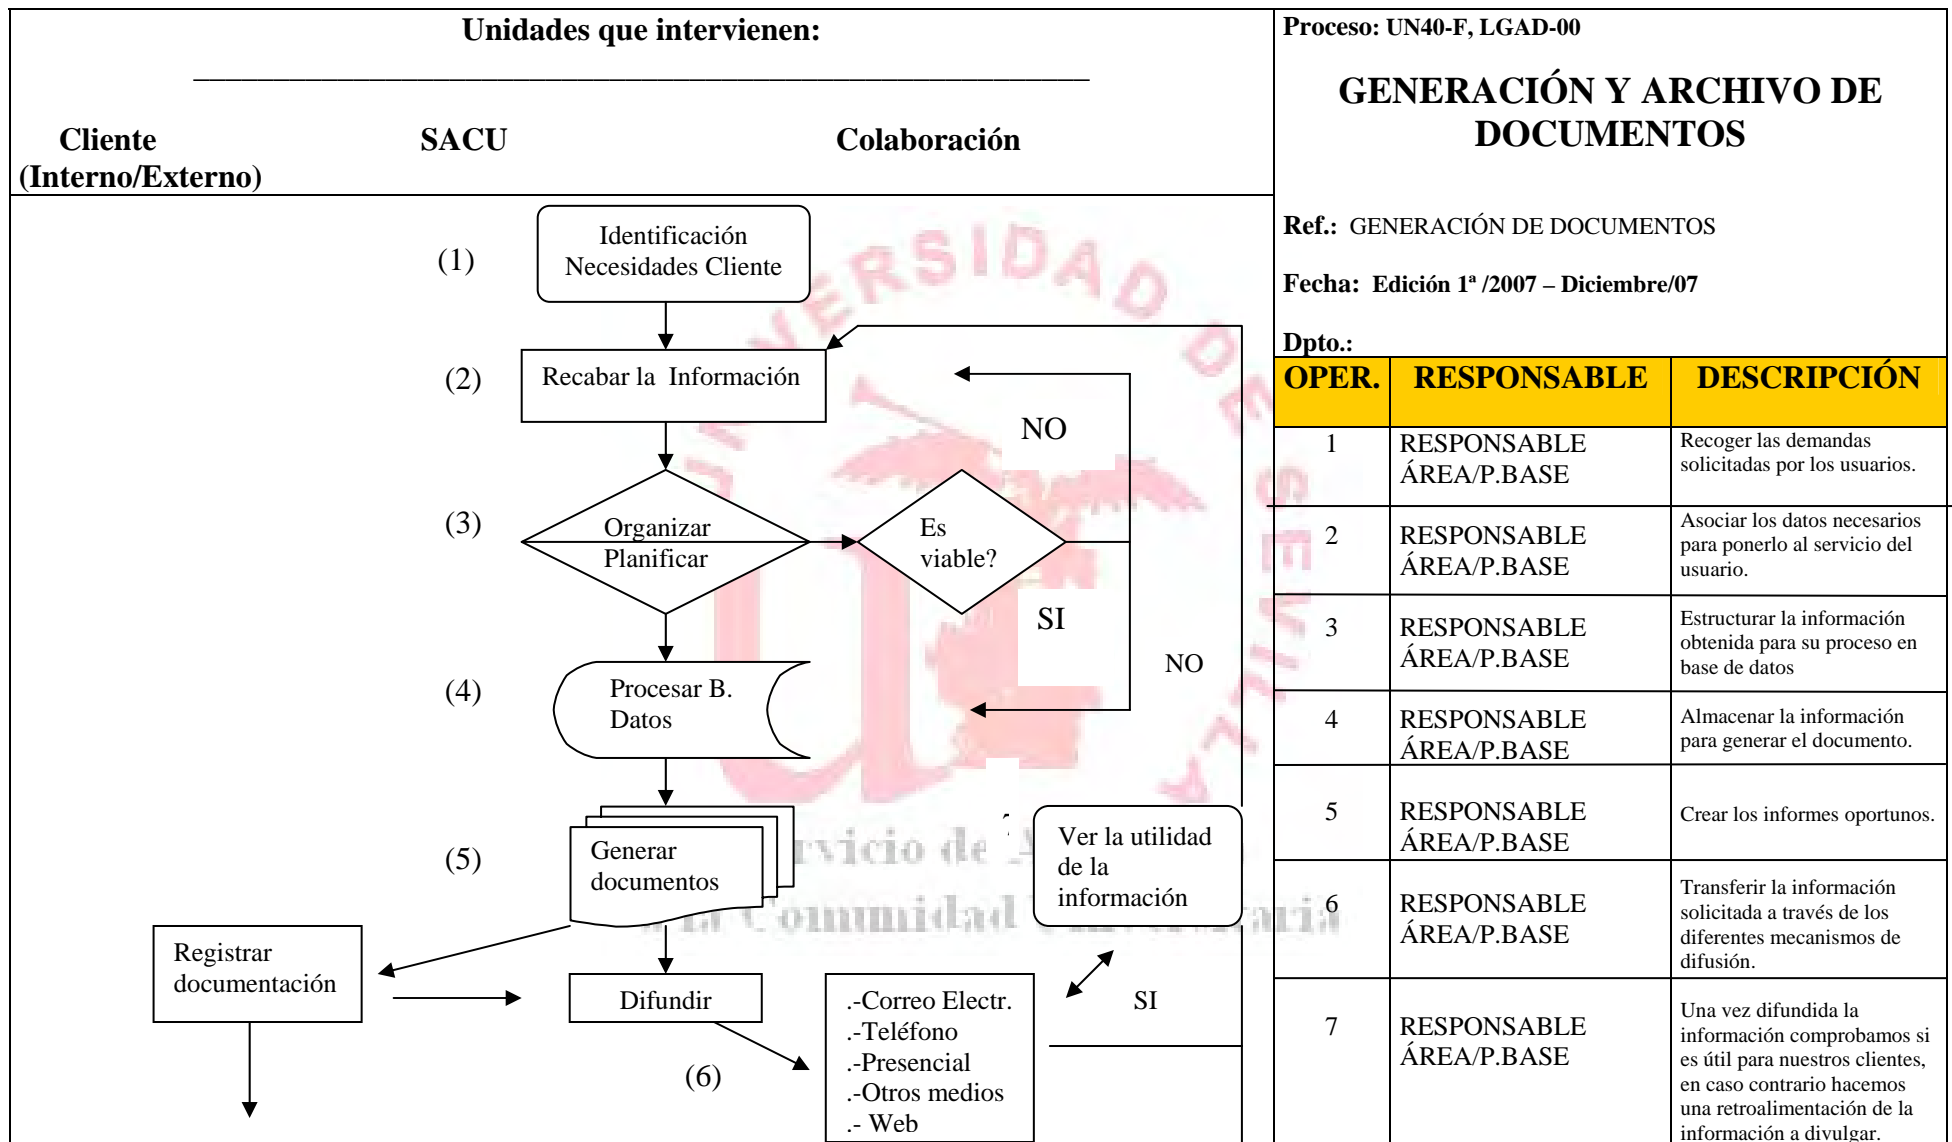 Unidades que intervienen:
Cliente
(Interno/Externo)
SACU
Colaboración
Proceso: UN40-F, LGAD-00
GENERACIÓN Y ARCHIVO DE
DOCUMENTOS
Ref.: GENERACIÓN DE DOCUMENTOS
Fecha: Edición 1ª /2007 – Diciembre/07
Dpto.:
(1)
Identificación
Necesidades Cliente
(2)
Recabar la Información
NO
(3)
Organizar
Planificar
Es
viable?
SI
NO
(4)
Procesar B.
Datos
(5)
Generar
documentos
Ver la utilidad
de la
información
Registrar
documentación
Difundir
SI
(6)
.-Correo Electr.
.-Teléfono
.-Presencial
.-Otros medios
.- Web
OPER. RESPONSABLE DESCRIPCIÓN
1
RESPONSABLE
ÁREA/P.BASE
Recoger las demandas
solicitadas por los usuarios.
2
RESPONSABLE
ÁREA/P.BASE
Asociar los datos necesarios
para ponerlo al servicio del
usuario.
3
RESPONSABLE
ÁREA/P.BASE
Estructurar la información
obtenida para su proceso en
base de datos
4
RESPONSABLE
ÁREA/P.BASE
Almacenar la información
para generar el documento.
5
RESPONSABLE
ÁREA/P.BASE
Crear los informes oportunos.
6
RESPONSABLE
ÁREA/P.BASE
Transferir la información
solicitada a través de los
diferentes mecanismos de
difusión.
7
RESPONSABLE
ÁREA/P.BASE
Una vez difundida la
información comprobamos si
es útil para nuestros clientes,
en caso contrario hacemos
una retroalimentación de la
información a divulgar.
DE SEVILLA
de
Comunidad